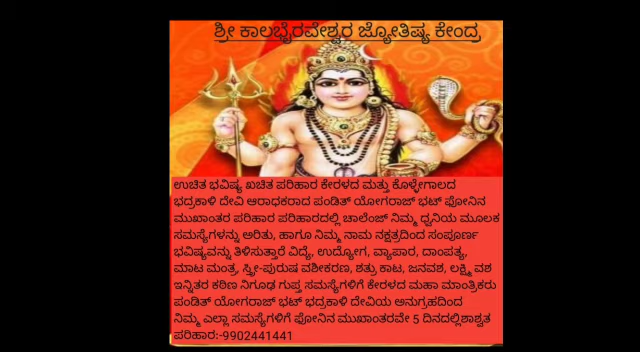 ಶ್ರೀ ಕಾಲಭೈರವೇಶ್ವರ ಜ್ಯೋತಿಷ್ಯ ಕೇಂದ್ರ
ಉಚಿತ ಭವಿಷ್ಯ ಖಚಿತ ಪರಿಹಾರ ಕೇರಳದ ಮತ್ತು ಕೊಳ್ಳೇಗಾಲದ
ಭದ್ರಕಾಳಿ ದೇವಿ ಆರಾಧಕರಾದ ಪಂಡಿತ್ ಯೋಗರಾಜ್ ಭಟ್ ಫೋನಿನ
ಮುಖಾಂತರ ಪರಿಹಾರ ಪರಿಹಾರದಲ್ಲಿ ಚಾಲೆಂಜ್ ನಿಮ್ಮ ಧ್ವನಿಯ ಮೂಲಕ
ಸಮಸ್ಯೆಗಳನ್ನು ಅರಿತು, ಹಾಗೂ ನಿಮ್ಮ ನಾಮ ನಕ್ಷತ್ರದಿಂದ ಸಂಪೂರ್ಣ
ಭವಿಷ್ಯವನ್ನು ತಿಳಿಸುತ್ತಾರೆ ವಿದ್ಯೆ, ಉದ್ಯೋಗ, ವ್ಯಾಪಾರ, ದಾಂಪತ್ಯ,
ಮಾಟ ಮಂತ್ರ, ಸ್ತ್ರೀ-ಪುರುಷ ವಶೀಕರಣ, ಶತ್ರು ಕಾಟ, ಜನವಶ, ಲಕ್ಷ್ಮಿ ವಶ
ಇನ್ನಿತರ ಕಠಿಣ ನಿಗೂಢ ಗುಪ್ತ ಸಮಸ್ಯೆಗಳಿಗೆ ಕೇರಳದ ಮಹಾ ಮಾಂತ್ರಿಕರು
ಪಂಡಿತ್ ಯೋಗರಾಜ್ ಭಟ್ ಭದ್ರಕಾಳಿ ದೇವಿಯ ಅನುಗ್ರಹದಿಂದ
ನಿಮ್ಮ ಎಲ್ಲಾ ಸಮಸ್ಯೆಗಳಿಗೆ ಫೋನಿನ ಮುಖಾಂತರವೇ 5 ದಿನದಲ್ಲಿಶಾಶ್ವತ
ಪರಿಹಾರ:-9902441441